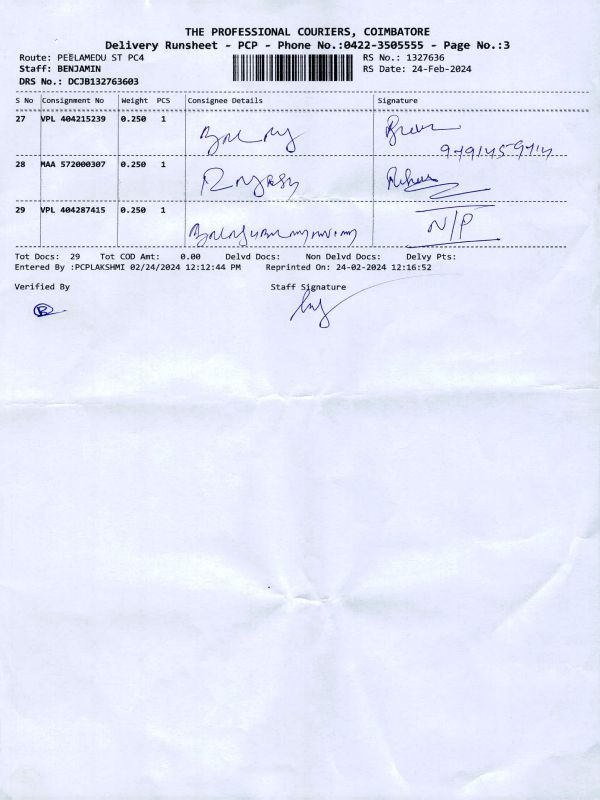 THE PROFESSIONAL COURIERS, COIMBATORE
Delivery Runsheet - PCP - Phone No.:0422-3505555 - Page No.:3
Route: PEELAMEDU ST PC4 RS No.: 1327636
Staff: BENJAMIN RS Date: 24-Feb-2024
DRS No.: DCJB132763603
S No Consignment No Weight PCS Consignee Details Signature
27 VPL 404215239 0.250 1
28 MAA 572000307 0.250 1
29 VPL 404287415 0.250 1 N/P
Tot Docs: 29 Tot COD Amt: 0.00 Delvd Docs: Non Delvd Docs: Delvy Pts:
Entered By :PCPLAKSHMI 02/24/2024 12:12:44 PM Reprinted On: 24-02-2024 12:16:52
Verified By Staff Signature